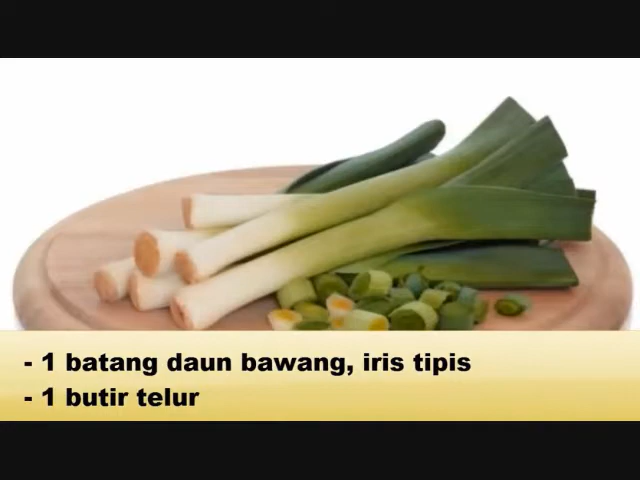 - 1 batang daun bawang, iris tipis
- 1 butir telur